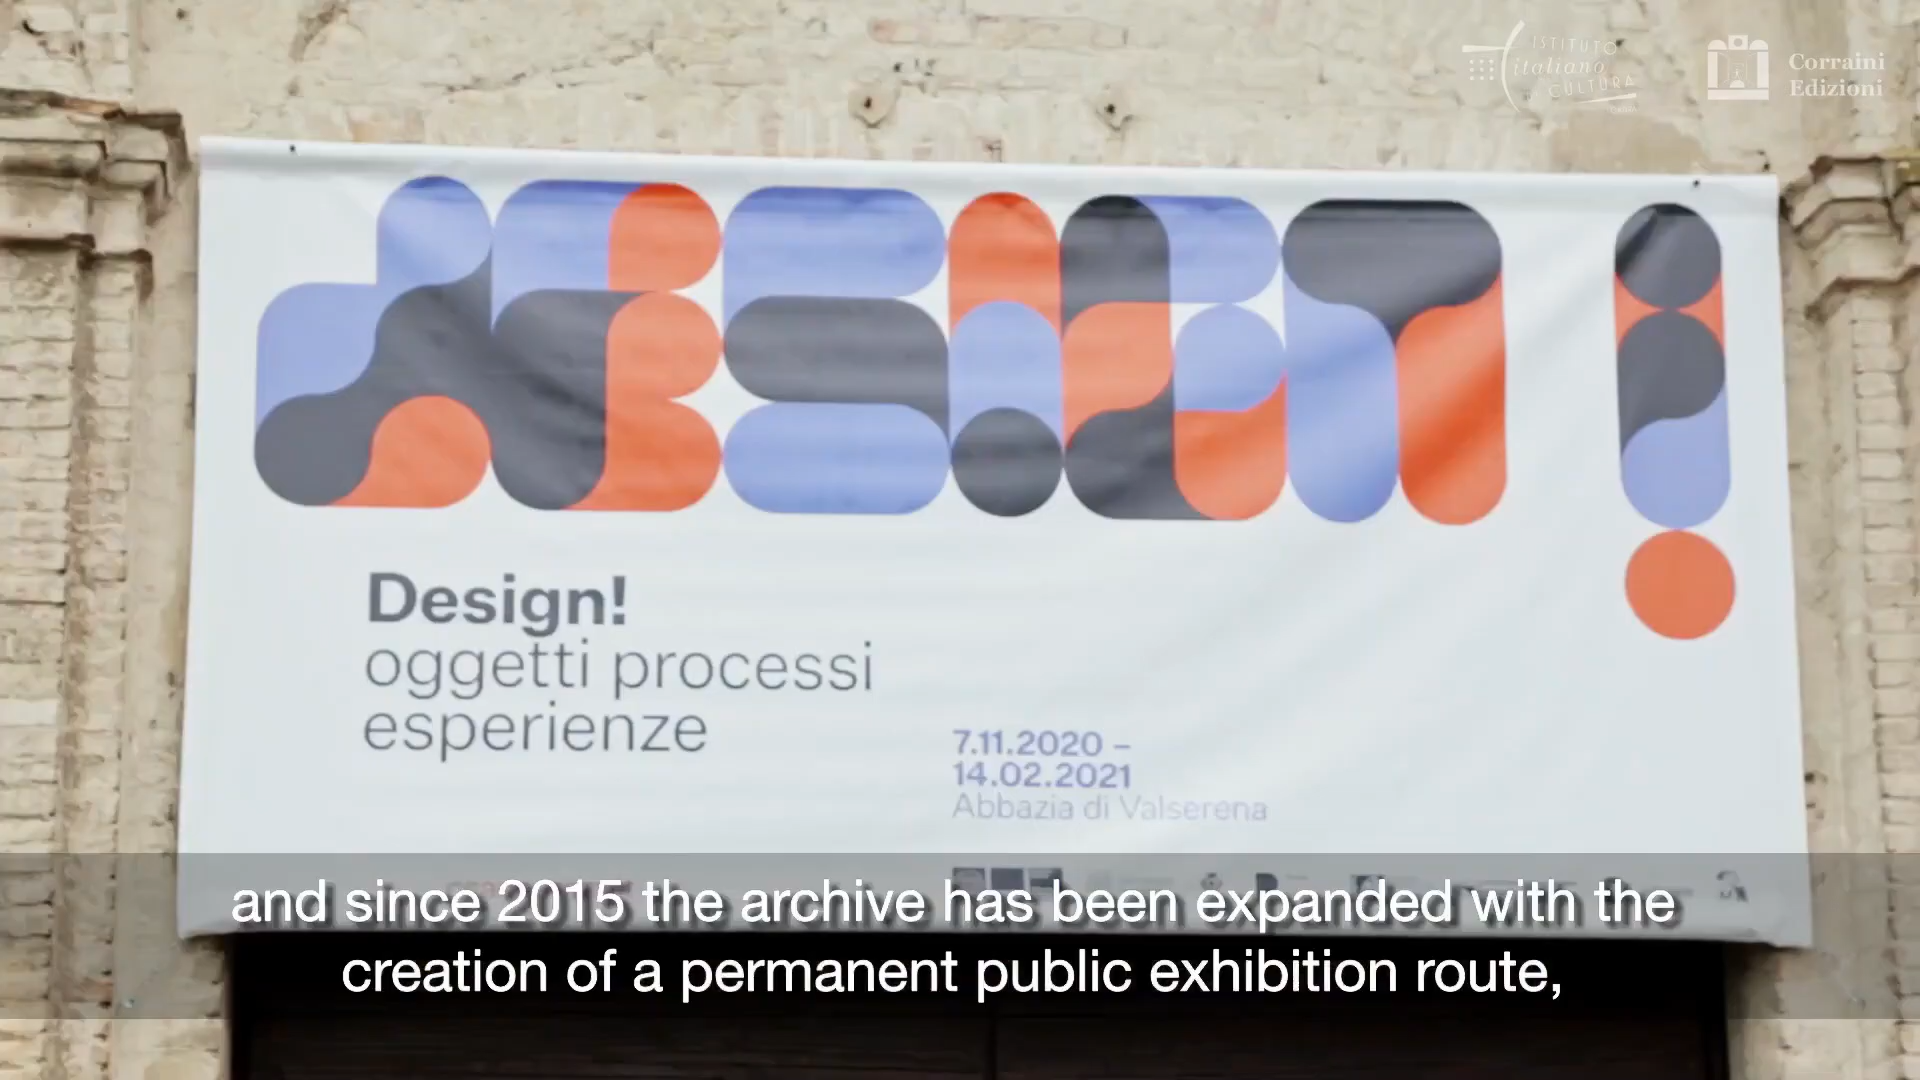 ISTITUTO
italiano
DI CULTURA
Corraini
Edizioni
DESIGN!
Design!
oggetti processi
esperienze
7.11.2020 –
14.02.2021
Abbazia di Valserena
and since 2015 the archive has been expanded with the
creation of a permanent public exhibition route,